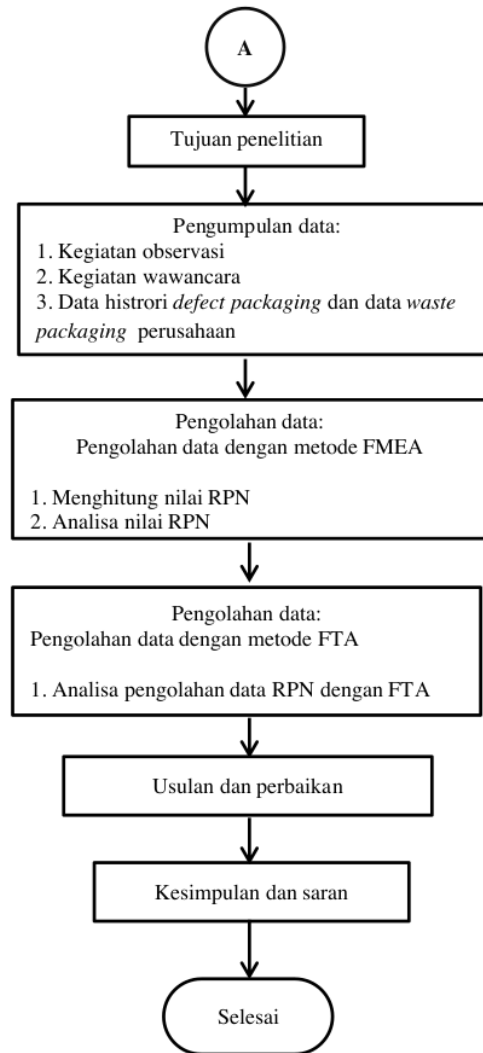 A
Tujuan penelitian
Pengumpulan data:
1. Kegiatan observasi
2. Kegiatan wawancara
3. Data histrori defect packaging dan data waste
packaging perusahaan
Pengolahan data:
Pengolahan data dengan metode FMEA
1. Menghitung nilai RPN
2. Analisa nilai RPN
Pengolahan data:
Pengolahan data dengan metode FTA
1. Analisa pengolahan data RPN dengan FTA
Usulan dan perbaikan
Kesimpulan dan saran
Selesai